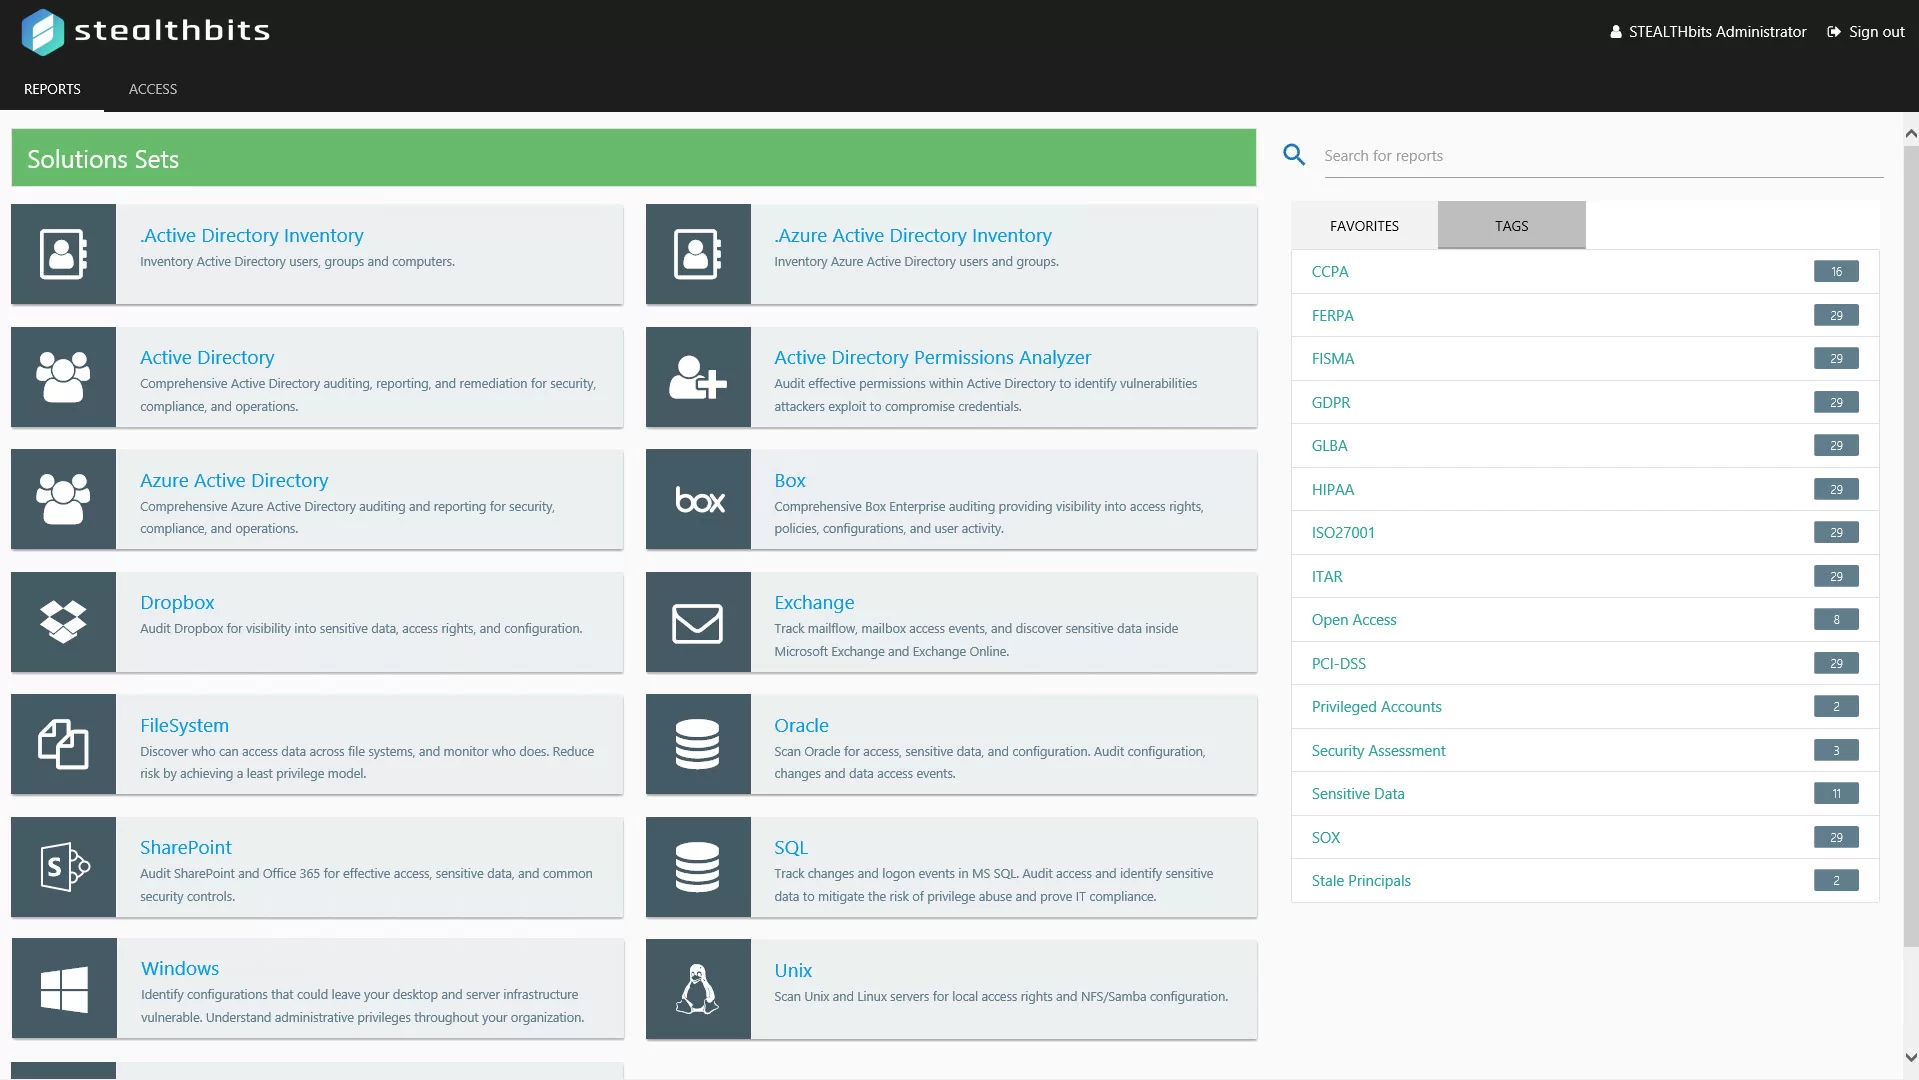 stealthbits
STEALTHbits Administrator
Sign out
REPORTS
ACCESS
Solutions Sets
.Active Directory Inventory
Inventory Active Directory users, groups and computers.
.Azure Active Directory Inventory
Inventory Azure Active Directory users and groups.
Active Directory
Comprehensive Active Directory auditing, reporting, and remediation for security,
compliance, and operations.
Active Directory Permissions Analyzer
Audit effective permissions within Active Directory to identify vulnerabilities
attackers exploit to compromise credentials.
Azure Active Directory
Comprehensive Azure Active Directory auditing and reporting for security,
compliance, and operations.
box
Box
Comprehensive Box Enterprise auditing providing visibility into access rights,
policies, configurations, and user activity.
Dropbox
Audit Dropbox for visibility into sensitive data, access rights, and configuration.
Exchange
Track mailflow, mailbox access events, and discover sensitive data inside
Microsoft Exchange and Exchange Online.
FileSystem
Discover who can access data across file systems, and monitor who does. Reduce
risk by achieving a least privilege model.
Oracle
Scan Oracle for access, sensitive data, and configuration. Audit configuration,
changes and data access events.
S
SharePoint
Audit SharePoint and Office 365 for effective access, sensitive data, and common
security controls.
SQL
Track changes and logon events in MS SQL. Audit access and identify sensitive
data to mitigate the risk of privilege abuse and prove IT compliance.
Windows
Identify configurations that could leave your desktop and server infrastructure
vulnerable. Understand administrative privileges throughout your organization.
Unix
Scan Unix and Linux servers for local access rights and NFS/Samba configuration.
Search for reports
FAVORITES
TAGS
CCPA 16
FERPA 29
FISMA 29
GDPR 29
GLBA 29
HIPAA 29
ISO27001 29
ITAR 29
Open Access 8
PCI-DSS 29
Privileged Accounts 2
Security Assessment 3
Sensitive Data 11
SOX 29
Stale Principals 2